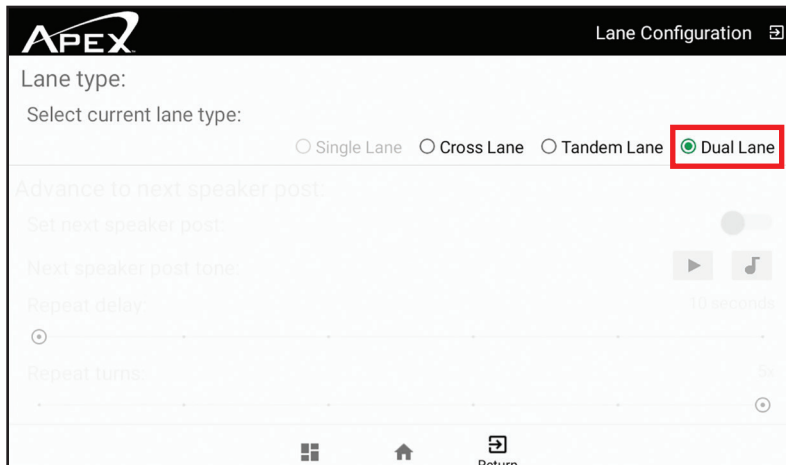 APEX
Lane Configuration
Lane type:
Select current lane type:
Single Lane Cross Lane Tandem Lane Dual Lane
Advance to next speaker post:
Set next speaker post:
Next speaker post tone:
Repeat delay: 10 seconds
Repeat turns: 8x
Return